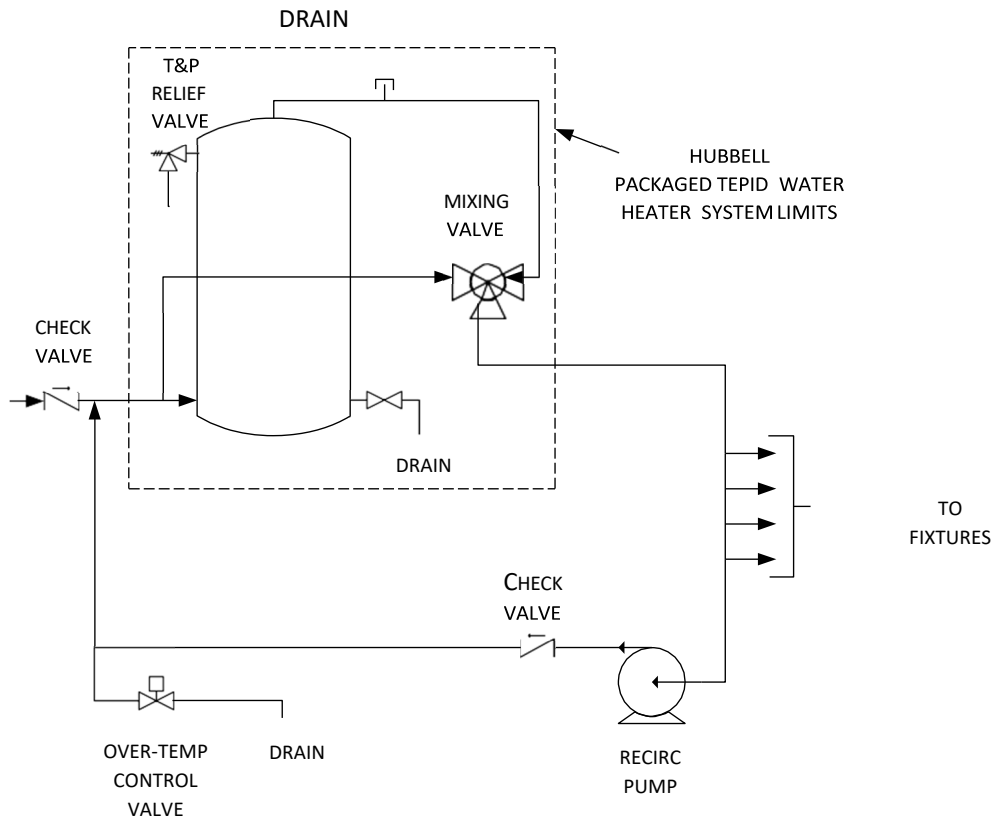 DRAIN
T&P
RELIEF
VALVE
HUBBELL
PACKAGED TEPID WATER
HEATER SYSTEM LIMITS
MIXING
VALVE
CHECK
VALVE
DRAIN
TO
FIXTURES
CHECK
VALVE
OVER-TEMP
CONTROL
VALVE
DRAIN
RECIRC
PUMP